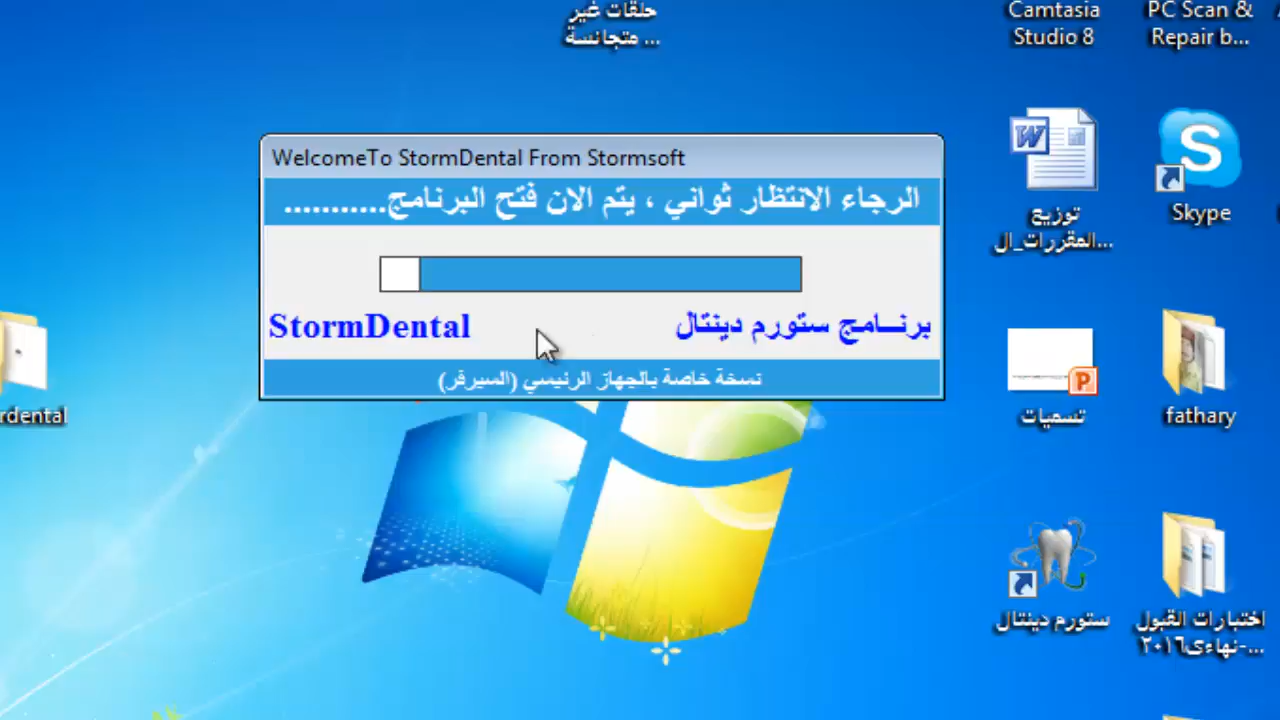 حلقات غير
متجانسة ...
Camtasia
Studio 8
PC Scan &
Repair b...
WelcomeTo StormDental From Stormsoft
الرجاء الانتظار ثواني ، يتم الان فتح البرنامج...........
StormDental
برنــامج ستورم دينتال
نسخة خاصة بالجهاز الرئيسي (السيرفر)
توزيع
المقررات_ال...
Skype
rdental
تسميات
fathary
ستورم دينتال
اختبارات القبول
-نهاءى٢٠١٦...